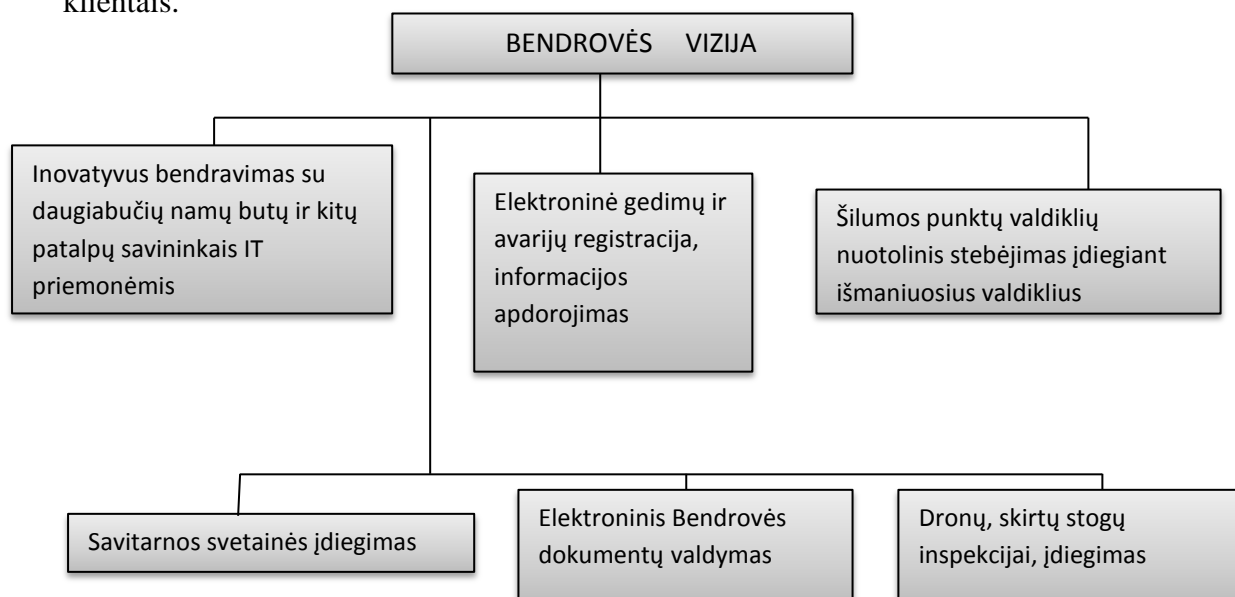 klientais.
BENDROVĖS VIZIJA
Inovatyvus bendravimas su
daugiabučių namų butų ir kitų
patalpų savininkais IT
priemonėmis
Elektroninė gedimų ir
avarijų registracija,
informacijos
apdorojimas
Šilumos punktų valdiklių
nuotolinis stebėjimas įdiegiant
išmaniuosius valdiklius
Savitarnos svetainės įdiegimas
Elektroninis Bendrovės
dokumentų valdymas
Dronų, skirtų stogų
inspekcijai, įdiegimas